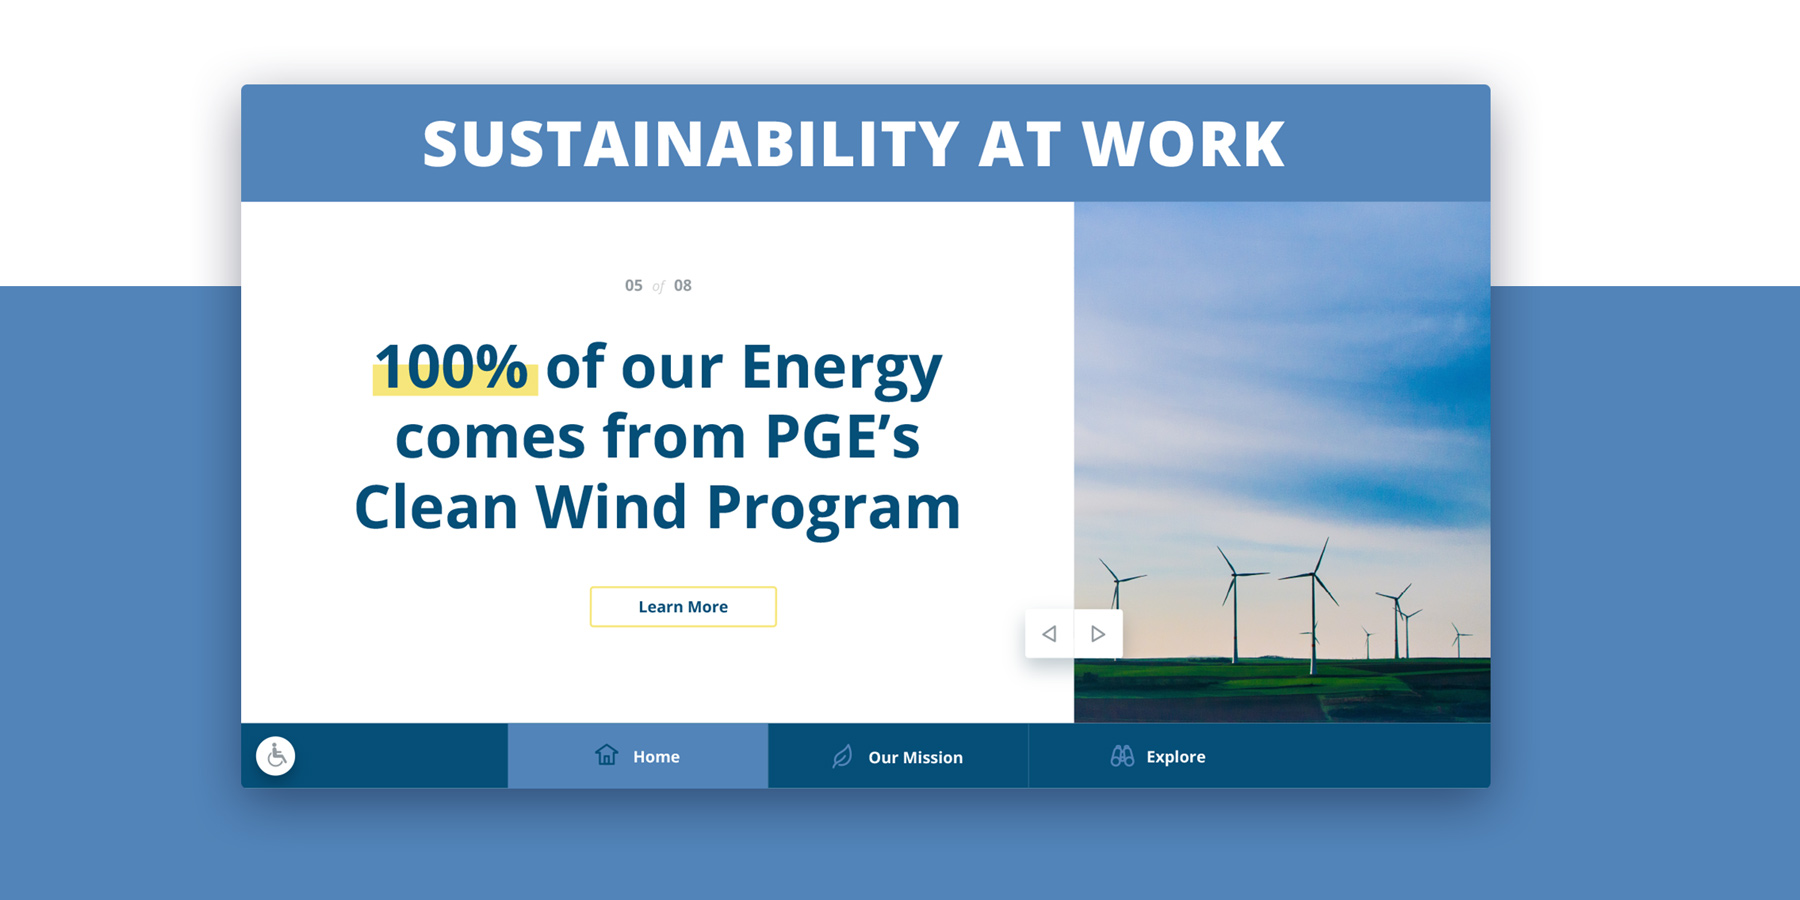 SUSTAINABILITY AT WORK
05 of 08
100% of our Energy
comes from PGE’s
Clean Wind Program
Learn More
Home
Our Mission
Explore